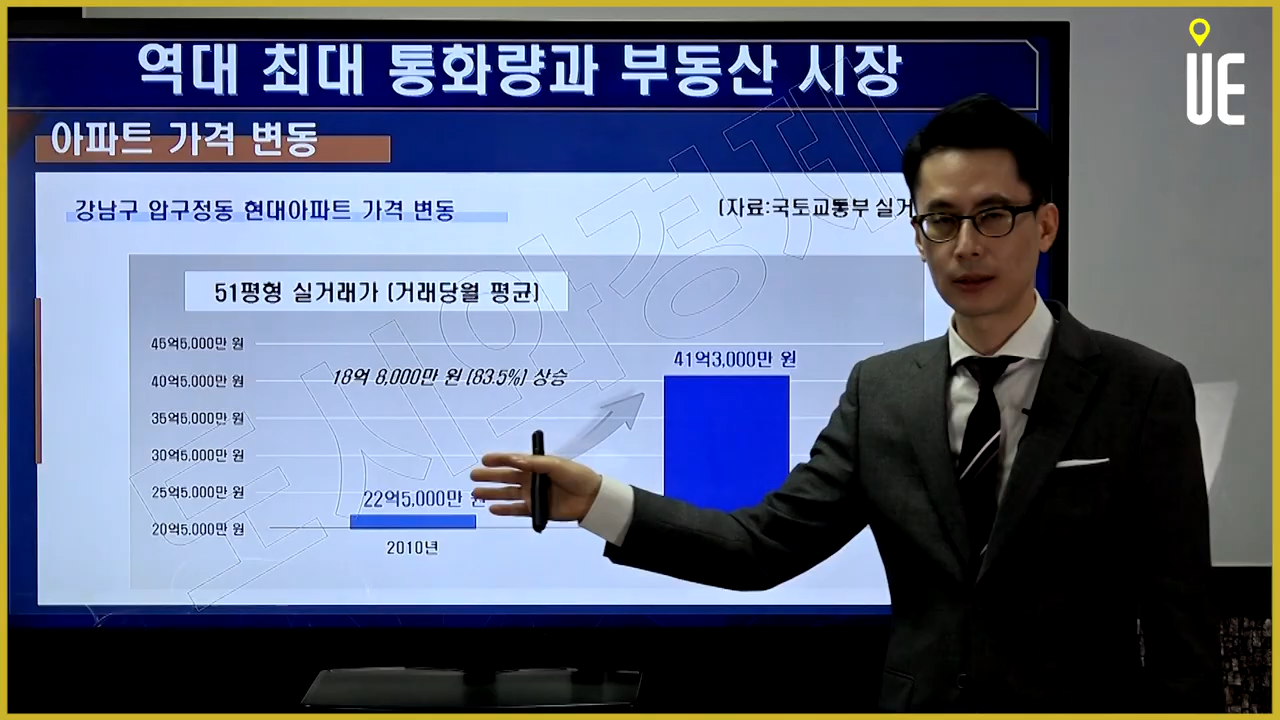 역대 최대 통화량과 부동산 시장
UE
아파트 가격 변동
강남구 압구정동 현대아파트 가격 변동
(자료:국토교통부 실거
51평형 실거래가 (거래당월 평균)
45억5,000만 원
40억5,000만 원
35억5,000만 원
30억5,000만 원
25억5,000만 원
20억5,000만 원
18억 8,000만 원 (83.5%) 상승
41억3,000만 원
22억5,000만 원
2010년
도시와경제